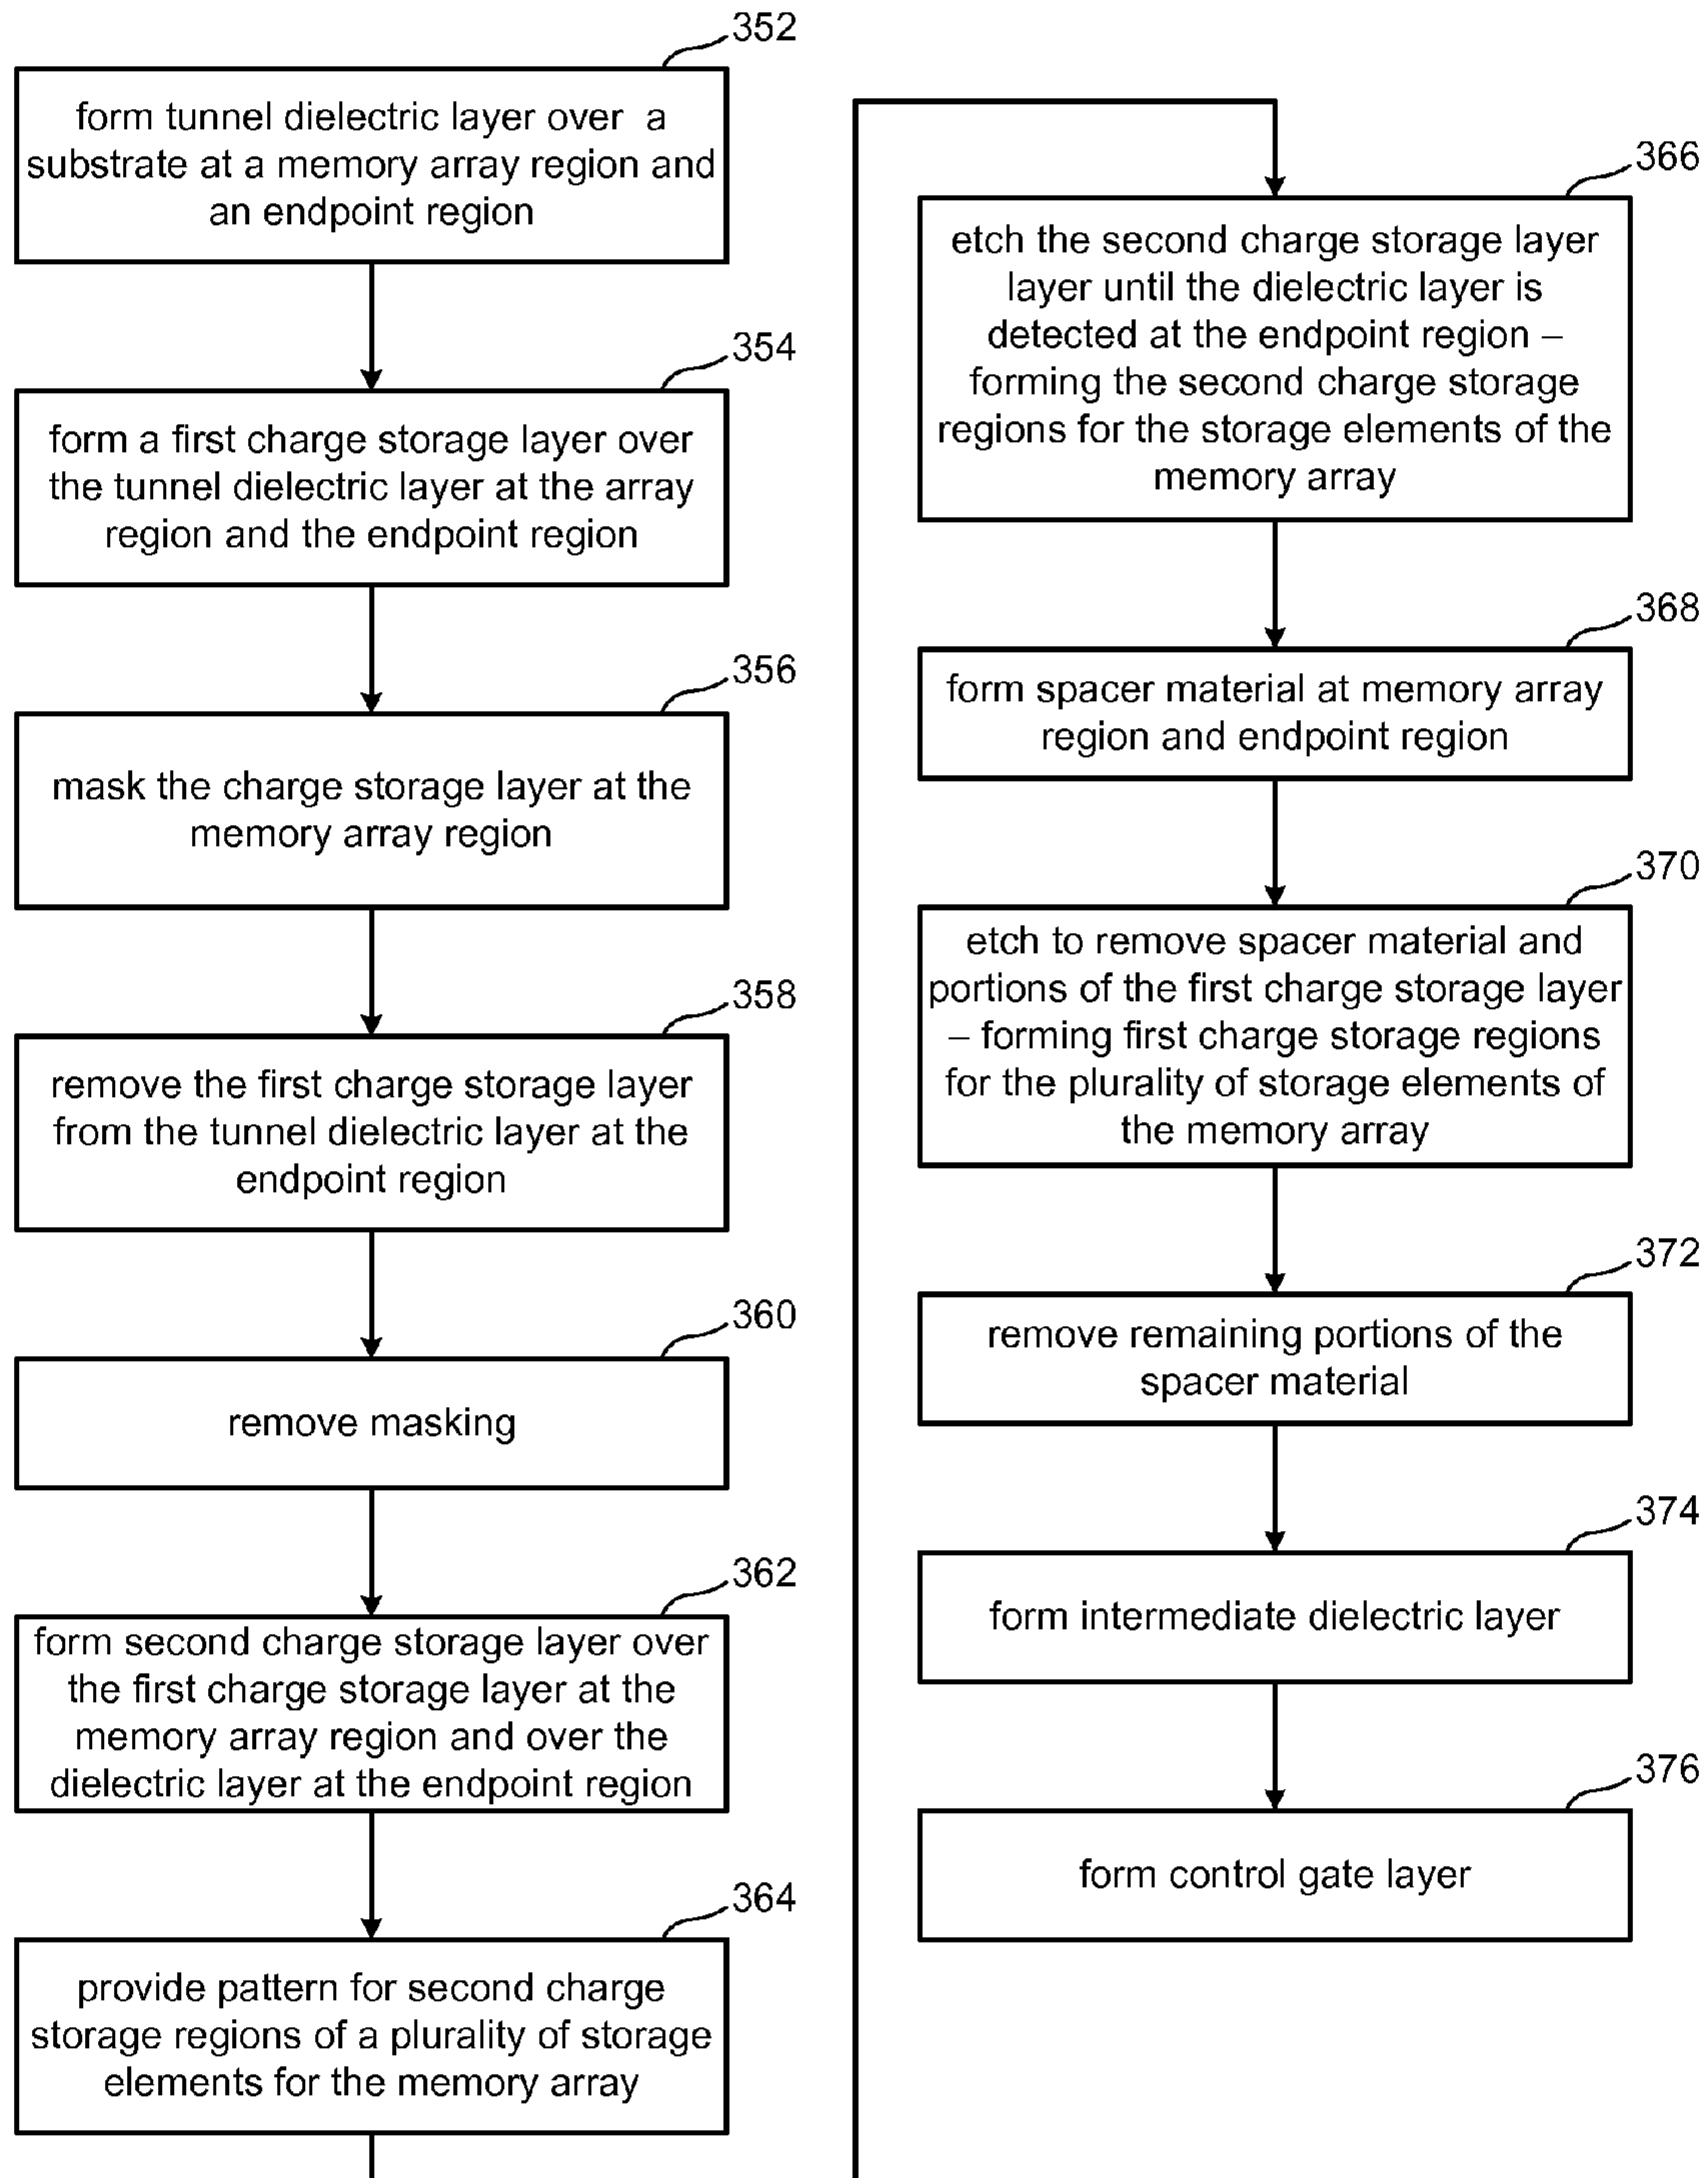 352
form tunnel dielectric layer over a
substrate at a memory array region and
an endpoint region
354
form a first charge storage layer over
the tunnel dielectric layer at the array
region and the endpoint region
356
mask the charge storage layer at the
memory array region
358
remove the first charge storage layer
from the tunnel dielectric layer at the
endpoint region
360
remove masking
362
form second charge storage layer over
the first charge storage layer at the
memory array region and over the
dielectric layer at the endpoint region
364
provide pattern for second charge
storage regions of a plurality of storage
elements for the memory array
366
etch the second charge storage layer
layer until the dielectric layer is
detected at the endpoint region –
forming the second charge storage
regions for the storage elements of the
memory array
368
form spacer material at memory array
region and endpoint region
370
etch to remove spacer material and
portions of the first charge storage layer
– forming first charge storage regions
for the plurality of storage elements of
the memory array
372
remove remaining portions of the
spacer material
374
form intermediate dielectric layer
376
form control gate layer